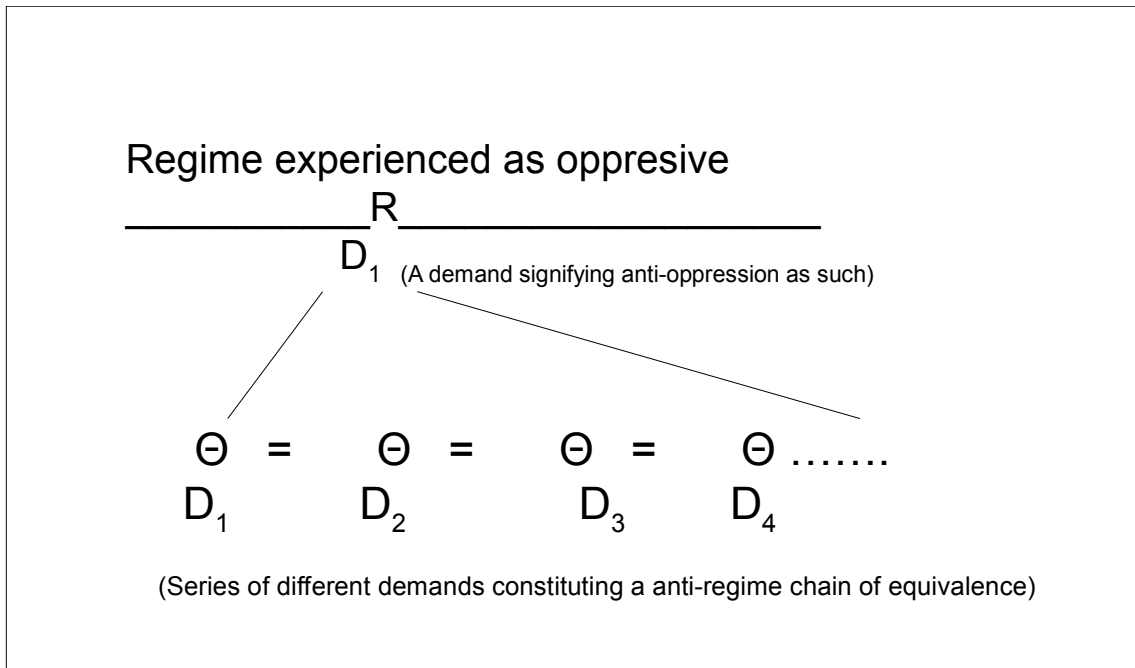 Regime experienced as oppresive
___________R___________________
D₁ (A demand signifying anti-oppression as such)
Θ = Θ = Θ = Θ .......
D₁ D₂ D₃ D₄
(Series of different demands constituting a anti-regime chain of equivalence)